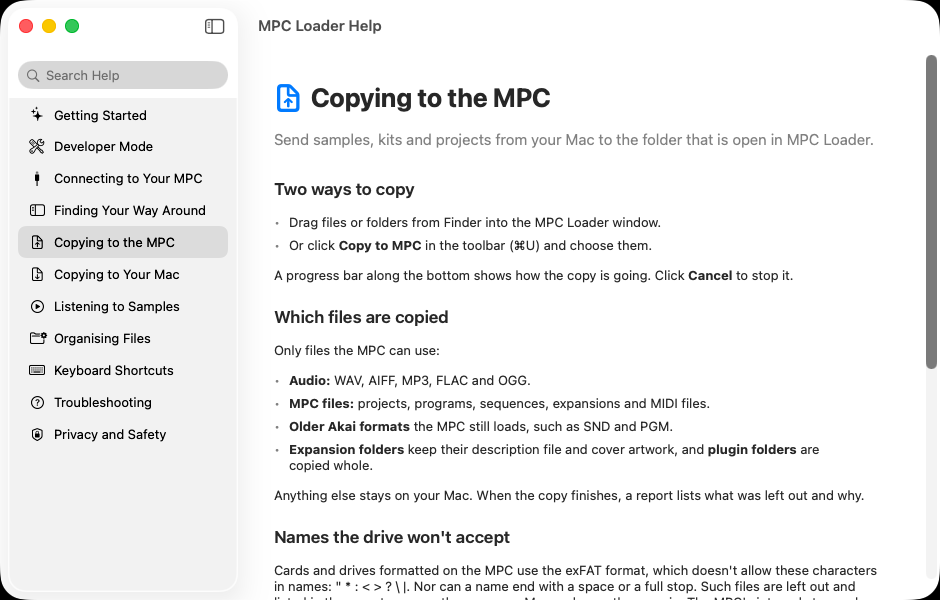 MPC Loader Help
Search Help
Getting Started
Developer Mode
Connecting to Your MPC
Finding Your Way Around
Copying to the MPC
Copying to Your Mac
Listening to Samples
Organising Files
Keyboard Shortcuts
Troubleshooting
Privacy and Safety
Copying to the MPC
Send samples, kits and projects from your Mac to the folder that is open in MPC Loader.
Two ways to copy
· Drag files or folders from Finder into the MPC Loader window.
· Or click Copy to MPC in the toolbar (⌘U) and choose them.
A progress bar along the bottom shows how the copy is going. Click Cancel to stop it.
Which files are copied
Only files the MPC can use:
· Audio: WAV, AIFF, MP3, FLAC and OGG.
· MPC files: projects, programs, sequences, expansions and MIDI files.
· Older Akai formats the MPC still loads, such as SND and PGM.
· Expansion folders keep their description file and cover artwork, and plugin folders are
copied whole.
Anything else stays on your Mac. When the copy finishes, a report lists what was left out and why.
Names the drive won't accept
Cards and drives formatted on the MPC use the exFAT format, which doesn't allow these characters
in names: " * : < > ? \ |. Nor can a name end with a space or a full stop. Such files are left out and